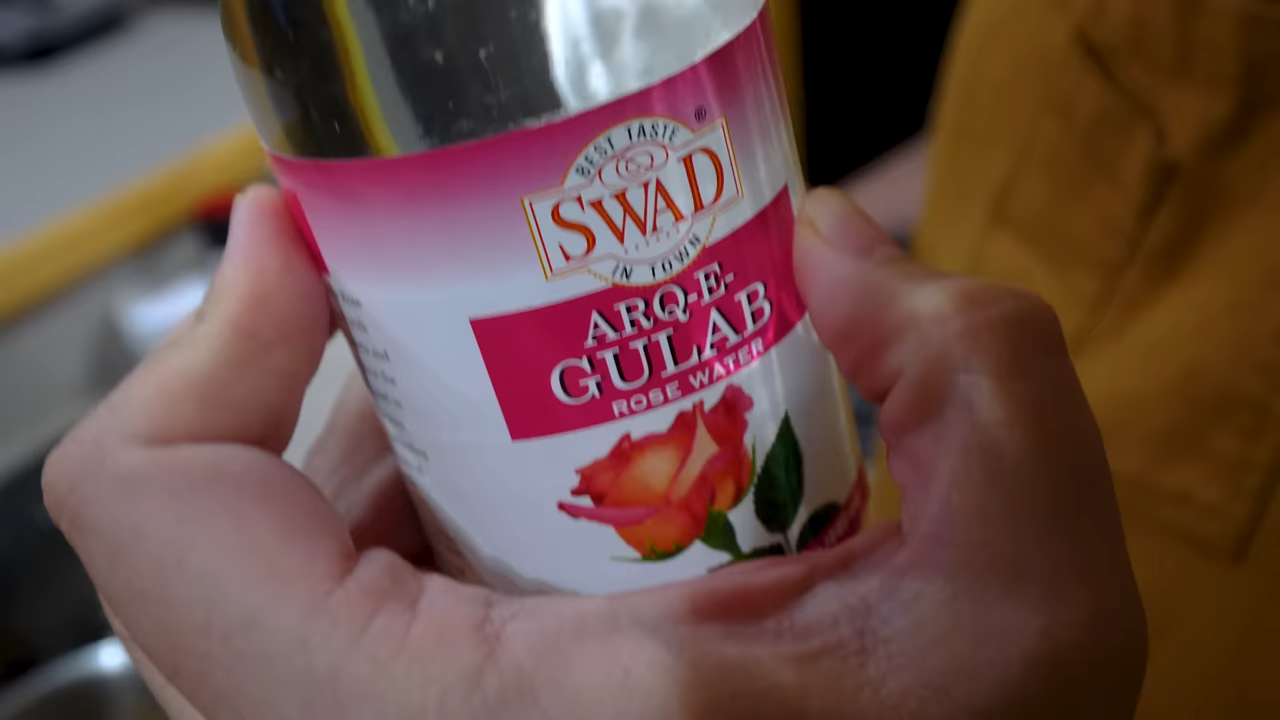 ®
BEST TASTE
SWAD
IN TOWN
ARQ-E-
GULAB
ROSE WATER